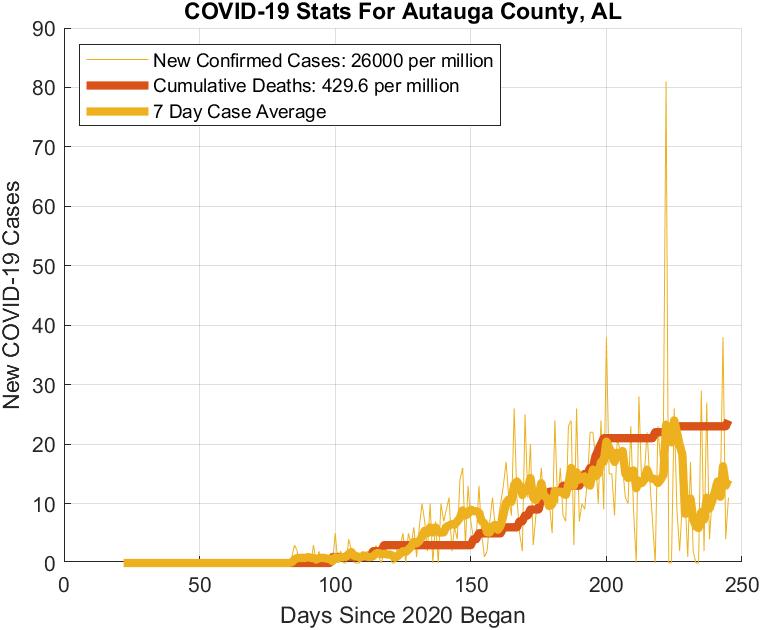 COVID-19 Stats For Autauga County, AL
New Confirmed Cases: 26000 per million
Cumulative Deaths: 429.6 per million
7 Day Case Average
New COVID-19 Cases
90
80
70
60
50
40
30
20
10
0
0 50 100 150 200 250
Days Since 2020 Began